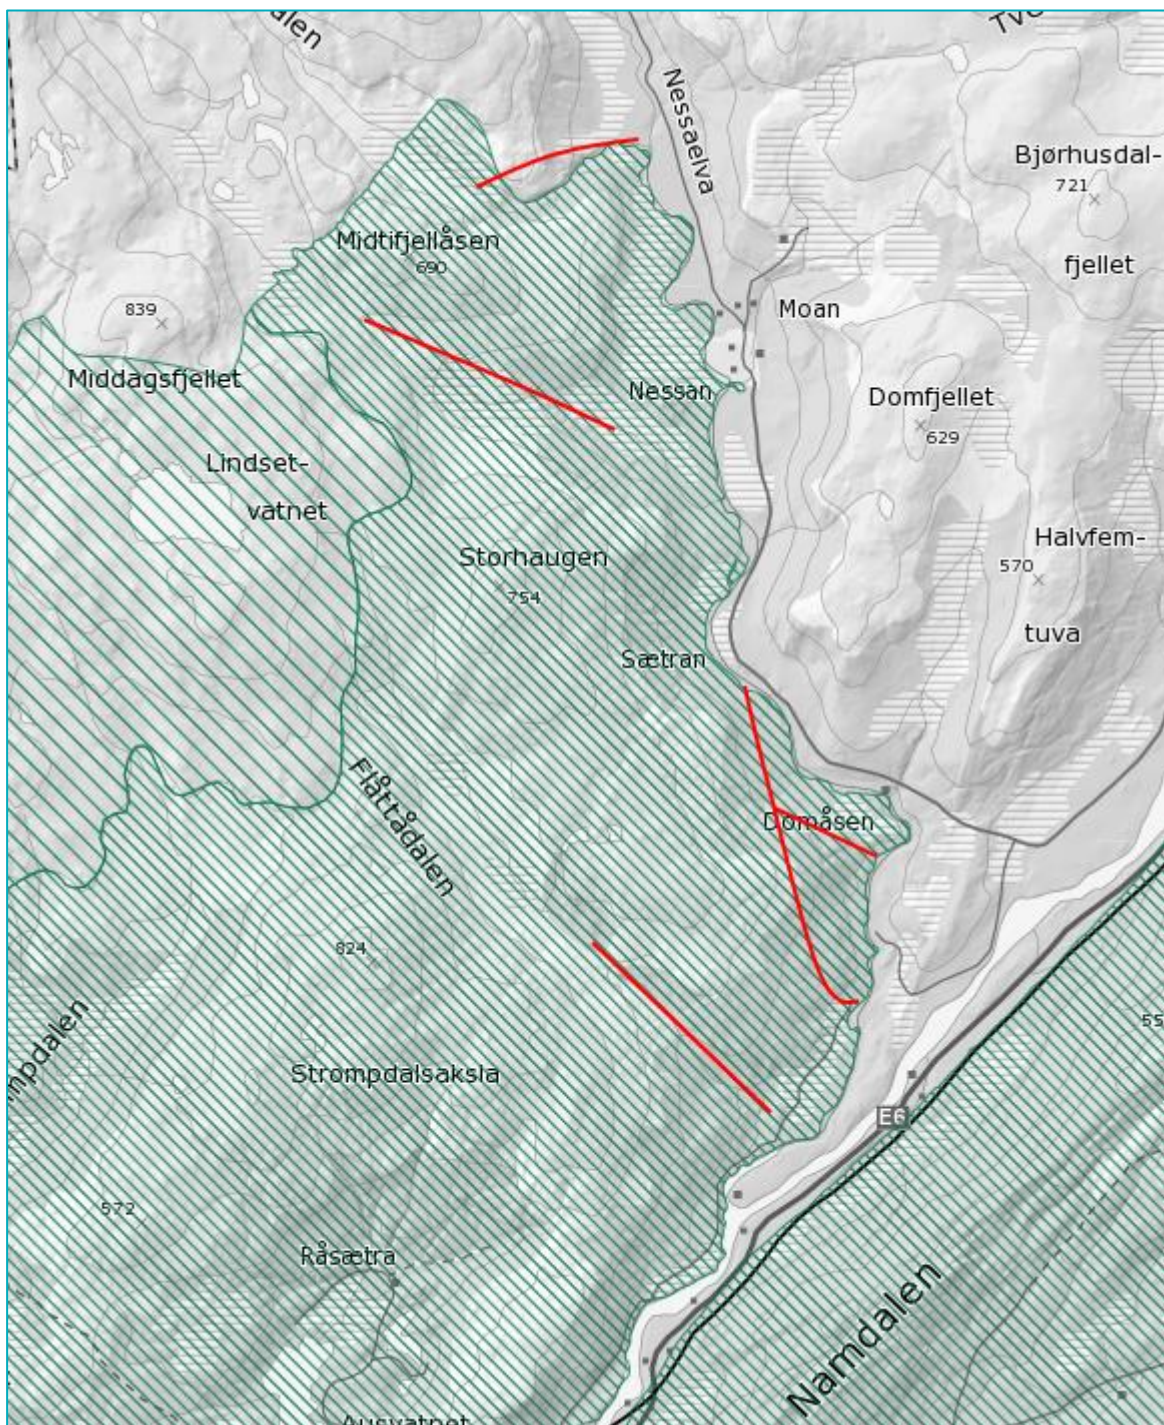 Nessaelva
Bjørhusdal-
721
Midtifjellåsen
690
fjellet
839
Moan
Middagsfjellet
Nessan
Domfjellet
629
Lindset-
vatnet
Halvfem-
Storhaugen
570
754
tuva
Sætran
Flåttådalen
Domåsen
824
Strompdalsaksla
E6
572
Råsætra
Namdalen